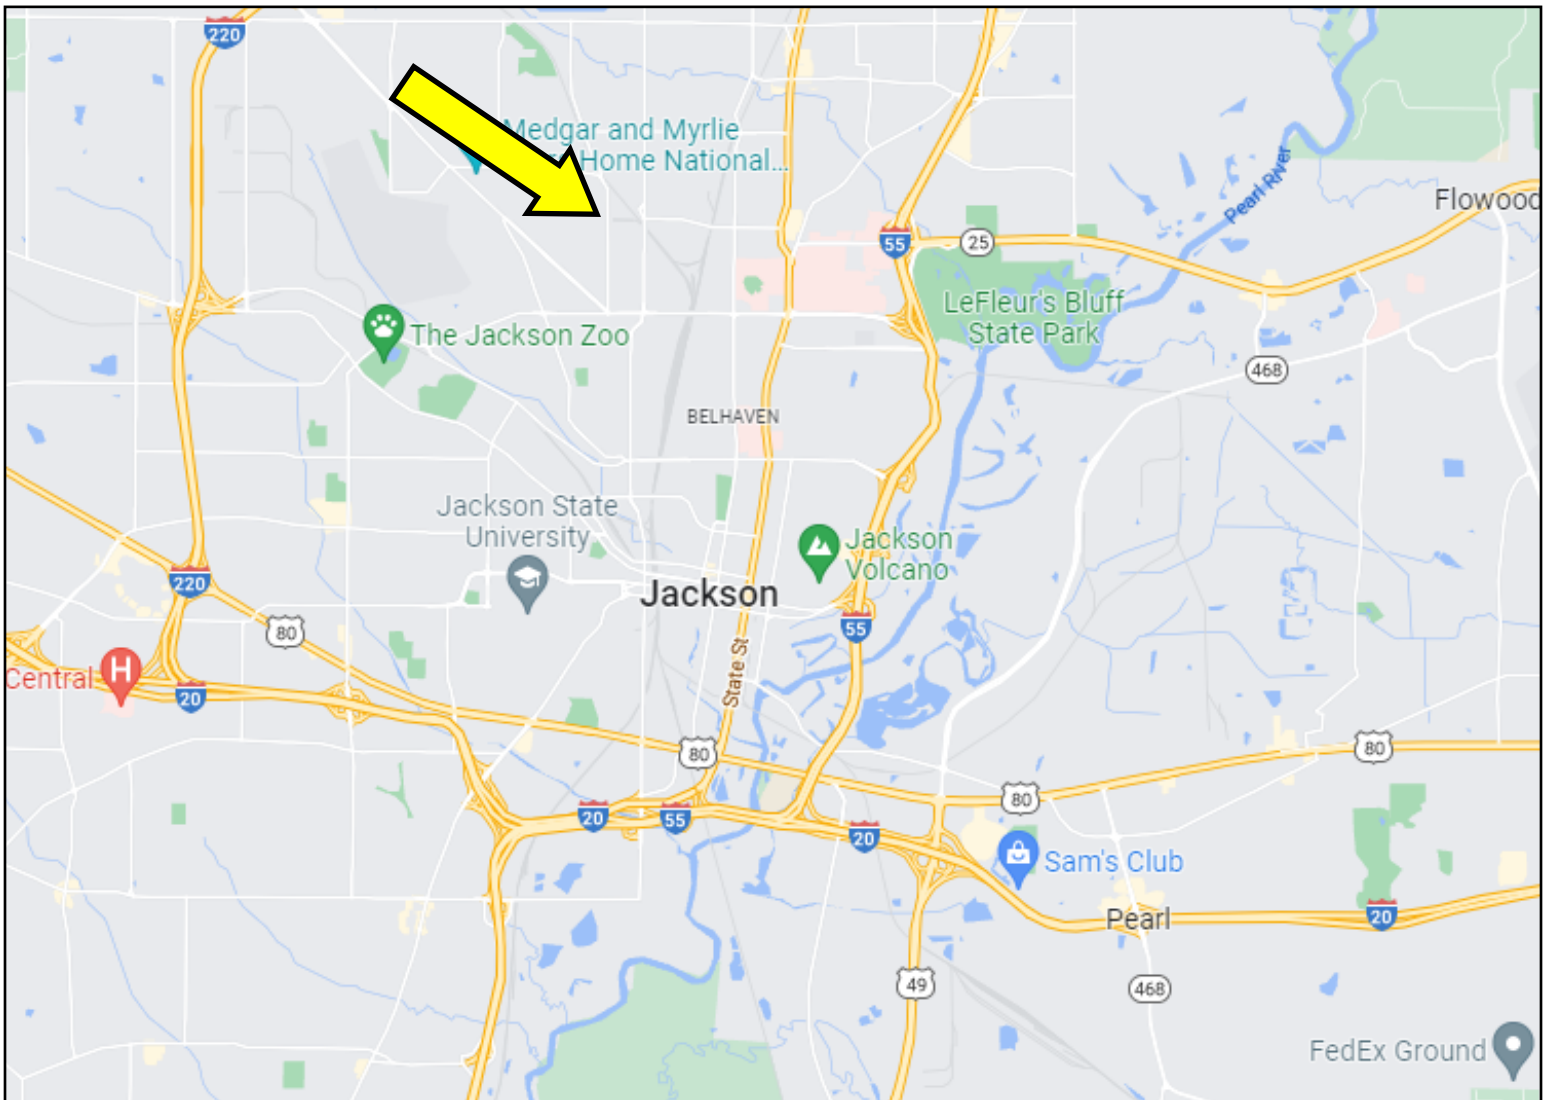 220
Medgar and Myrlie
Home National...
Pearl River
Flowood
55
25
LeFleur's Bluff
State Park
The Jackson Zoo
468
BELHAVEN
Jackson State
University
Jackson
Volcano
220
Jackson
80
55
Central
H
20
State St
80
80
80
20
55
20
Sam's Club
Pearl
20
49
468
FedEx Ground